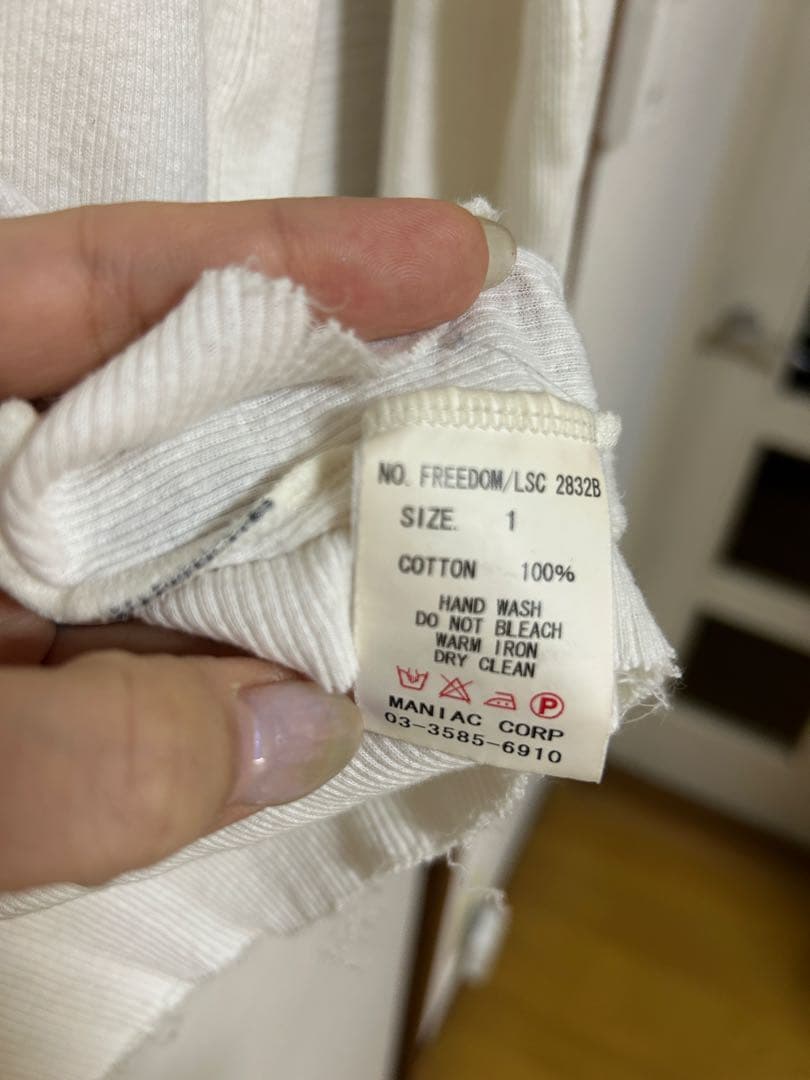 NO. FREEDOM/LSC 2832B
SIZE. 1
COTTON 100%
HAND WASH
DO NOT BLEACH
WARM IRON
DRY CLEAN
P
MANIAC CORP
03-3585-6910